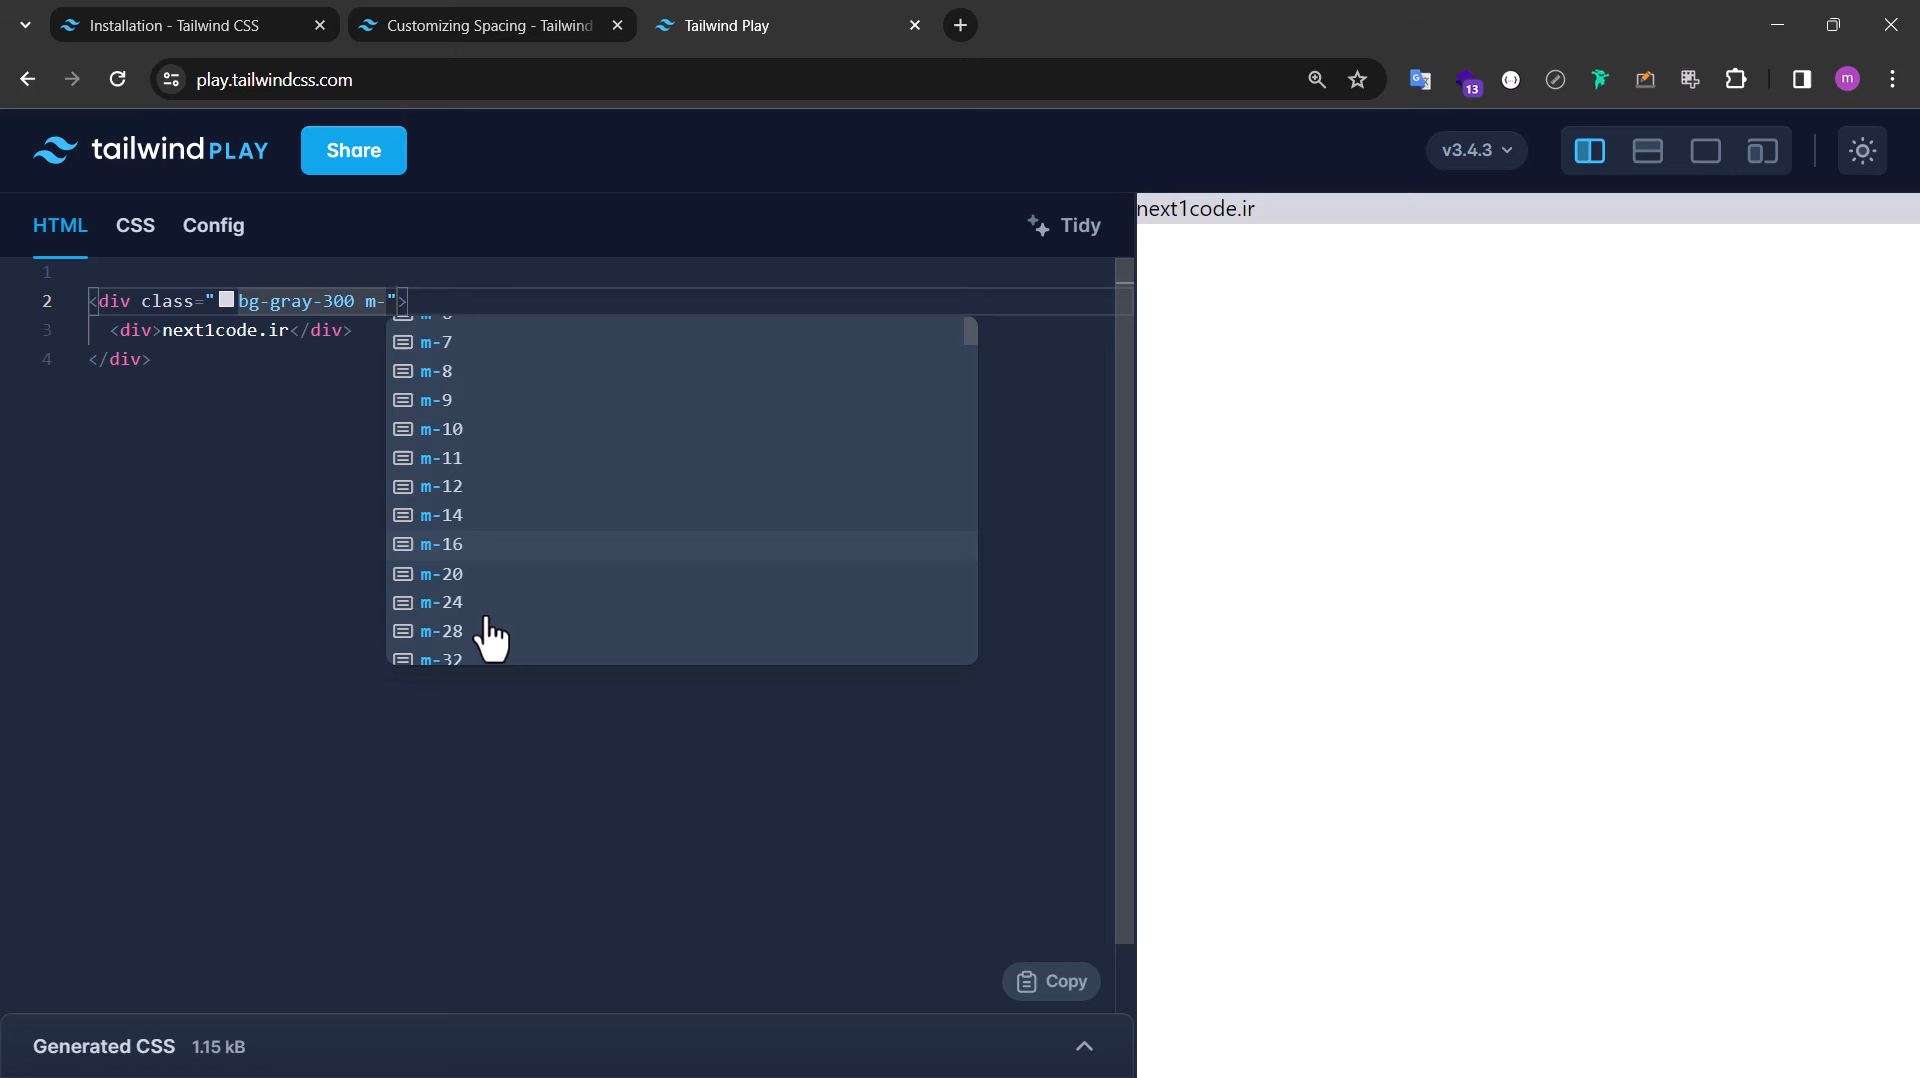 Installation - Tailwind CSS
Customizing Spacing - Tailwind
Tailwind Play
play.tailwindcss.com
13
m
tailwind PLAY
Share
v3.4.3
HTML CSS Config
Tidy
next1code.ir
1
2 <div class="bg-gray-300 m-">
3 <div>next1code.ir</div>
4 </div>
m-7
m-8
m-9
m-10
m-11
m-12
m-14
m-16
m-20
m-24
m-28
m-32
Copy
Generated CSS 1.15 kB